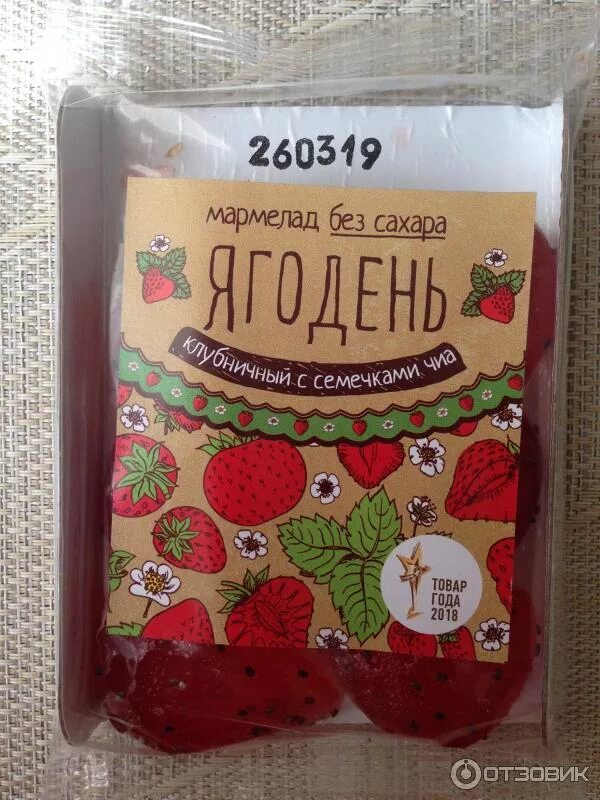 260319
мармелад без сахара
ЯГОДЕНЬ
клубничный с семечками чиа
ТОВАР
ГОДА
2018
ОТЗОВИК